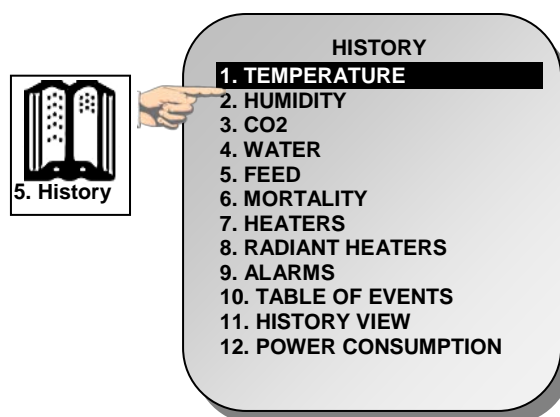 HISTORY
1. TEMPERATURE
2. HUMIDITY
3. CO2
4. WATER
5. FEED
6. MORTALITY
7. HEATERS
8. RADIANT HEATERS
9. ALARMS
10. TABLE OF EVENTS
11. HISTORY VIEW
12. POWER CONSUMPTION
5. History